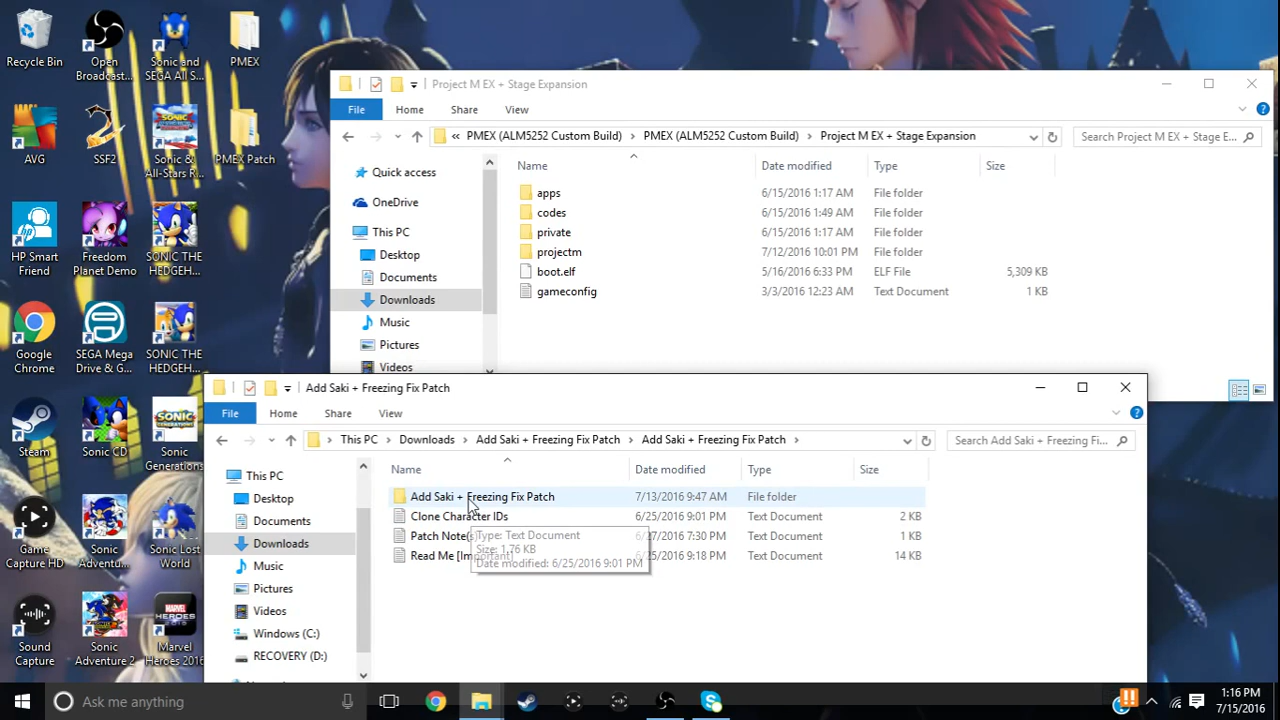 Recycle Bin
Open
Broadcast...
Sonic and
SEGA All S...
PMEX
AVG
SSF2
Sonic &
All-Stars R...
PMEX Patch
HP Smart
Friend
Freedom
Planet Demo
SONIC THE
HEDGEH...
Google
Chrome
SEGA Mega
Drive & G...
SONIC THE
HEDGEH...
Steam
Sonic CD
Sonic
Generations
Game
Capture HD
Sonic
Adventu...
Sonic Lost
World
Sound
Capture
Sonic
Adventure 2
Marvel
Heroes 2016
Project M EX + Stage Expansion
File Home Share View
« PMEX (ALM5252 Custom Build) PMEX (ALM5252 Custom Build) Project M EX + Stage Expansion
Search Project M EX + Stage E...
Quick access
OneDrive
This PC
Desktop
Documents
Downloads
Music
Pictures
Videos
Name Date modified Type Size
apps 6/15/2016 1:17 AM File folder
codes 6/15/2016 1:49 AM File folder
private 6/15/2016 1:17 AM File folder
projectm 7/12/2016 10:01 PM File folder
boot.elf 5/16/2016 6:33 PM ELF File 5,309 KB
gameconfig 3/3/2016 12:23 AM Text Document 1 KB
Add Saki + Freezing Fix Patch
File Home Share View
This PC Downloads Add Saki + Freezing Fix Patch Add Saki + Freezing Fix Patch
Search Add Saki + Freezing Fi...
This PC
Desktop
Documents
Downloads
Music
Pictures
Videos
Windows (C:)
RECOVERY (D:)
Name Date modified Type Size
Add Saki + Freezing Fix Patch 7/13/2016 9:47 AM File folder
Clone Character IDs 6/25/2016 9:01 PM Text Document 2 KB
Patch Note 7:30 PM Text Document 1 KB
Read Me 9:18 PM Text Document 14 KB
Type: Text Document
Size: 1.76 KB
Date modified: 6/25/2016 9:01 PM
Ask me anything
1:16 PM
7/15/2016